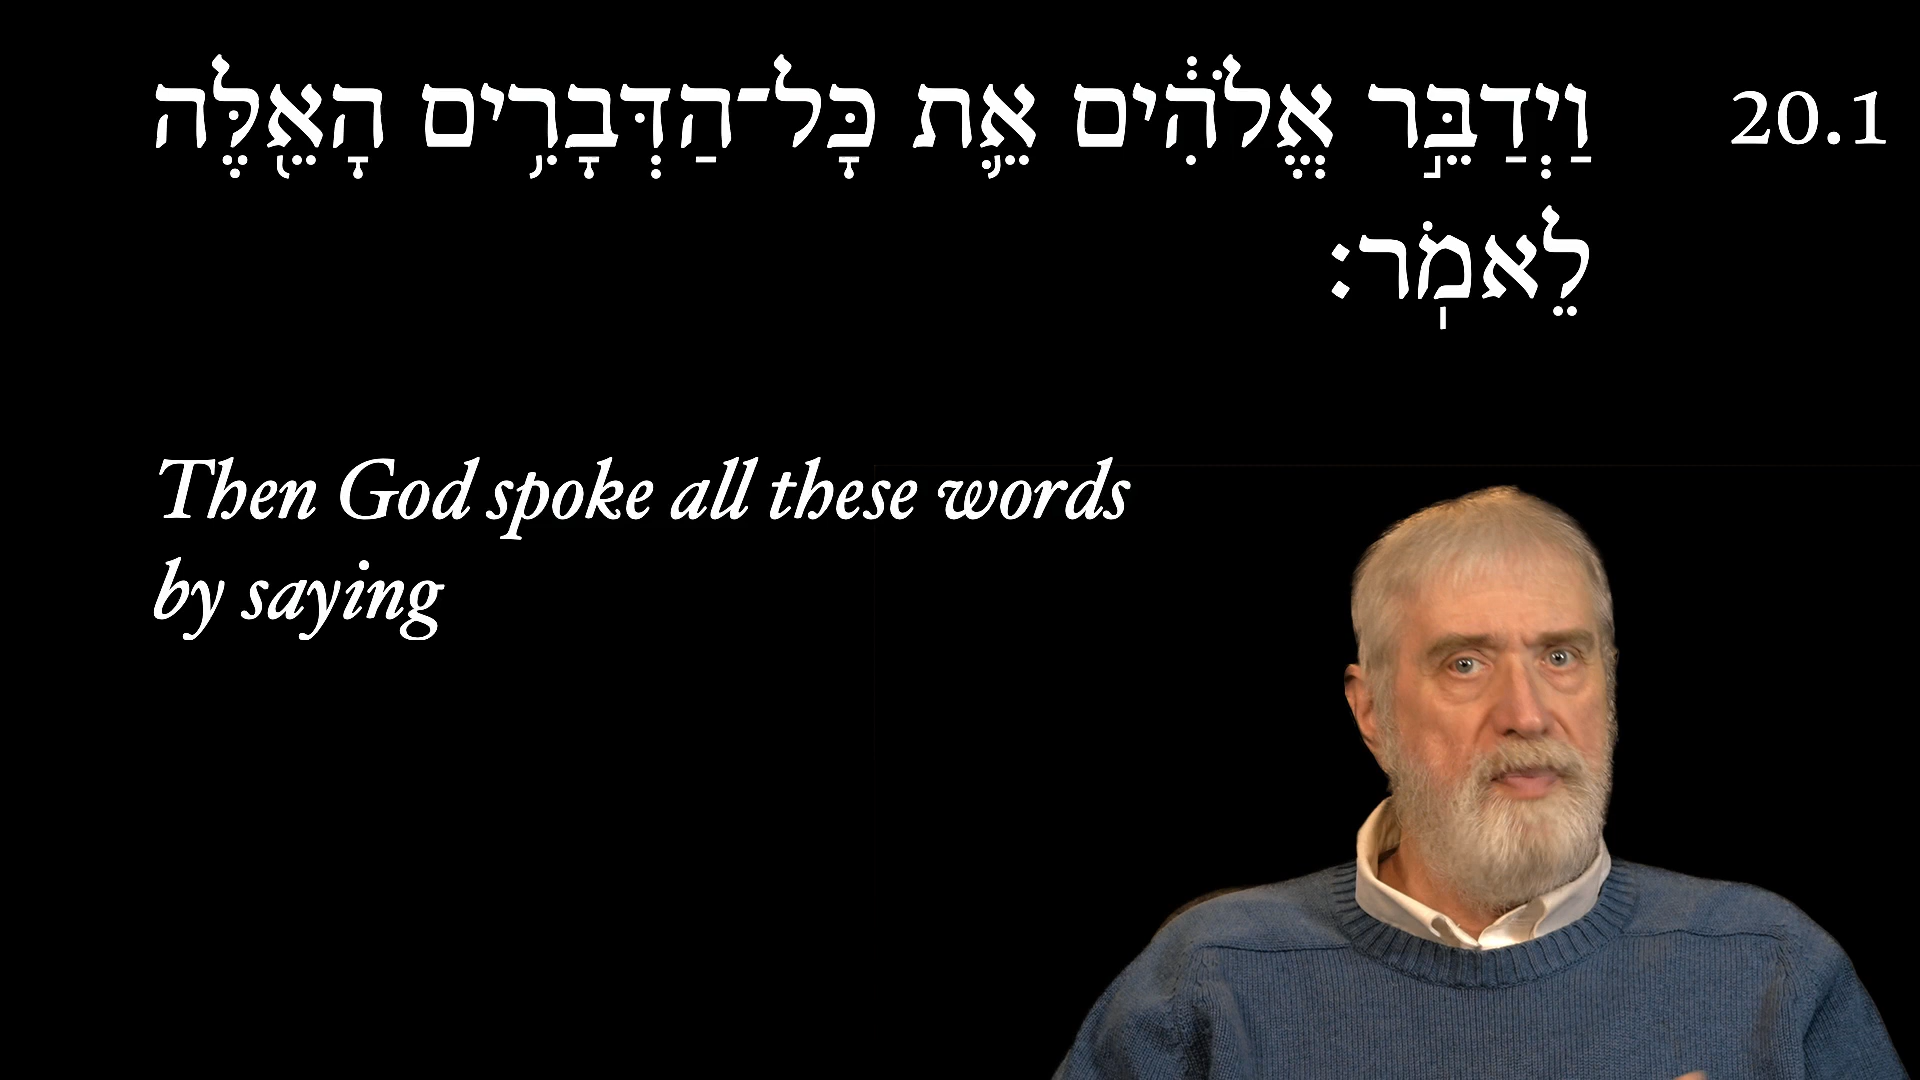 20.1 וַיְדַבֵּ֣ר אֱלֹהִ֔ים אֵ֛ת כָּל־הַדְּבָרִ֥ים הָאֵ֖לֶּה
לֵאמֹֽר׃
Then God spoke all these words
by saying